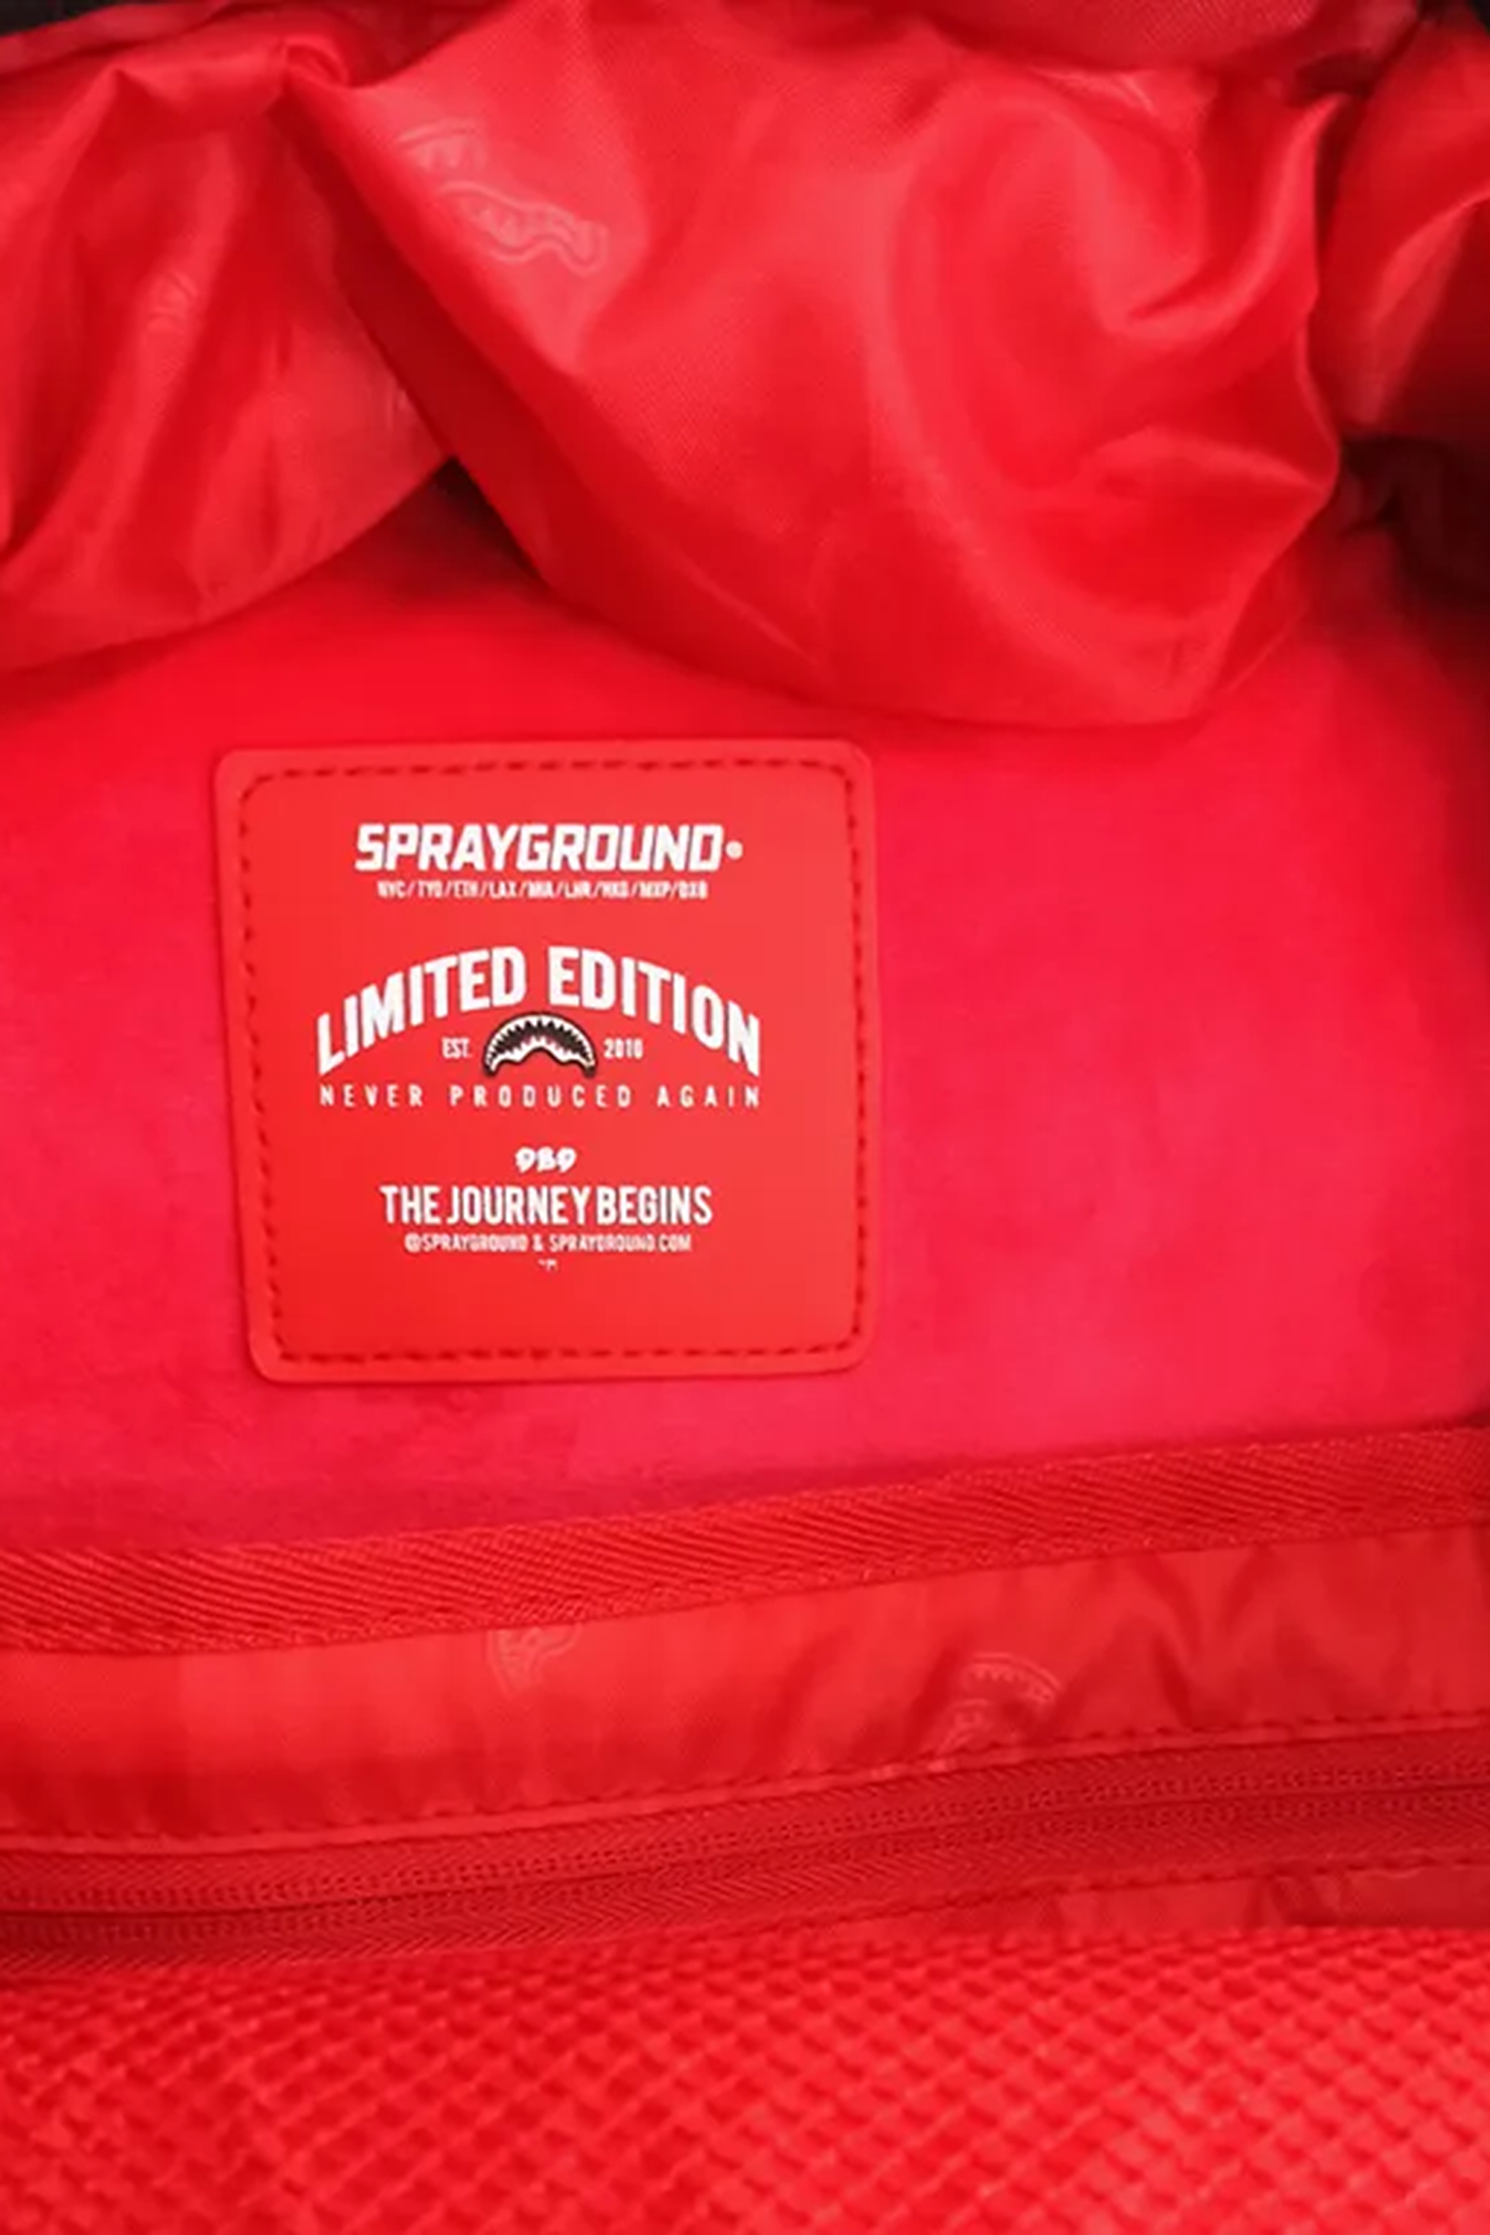 SPRAYGROUND®
NYC/TYO/ETH/LAX/MIA/LHR/HKG/MXP/DXB
LIMITED EDITION
EST. 2010
NEVER PRODUCED AGAIN
THE JOURNEY BEGINS
@SPRAYGROUND & SPRAYGROUND.COM